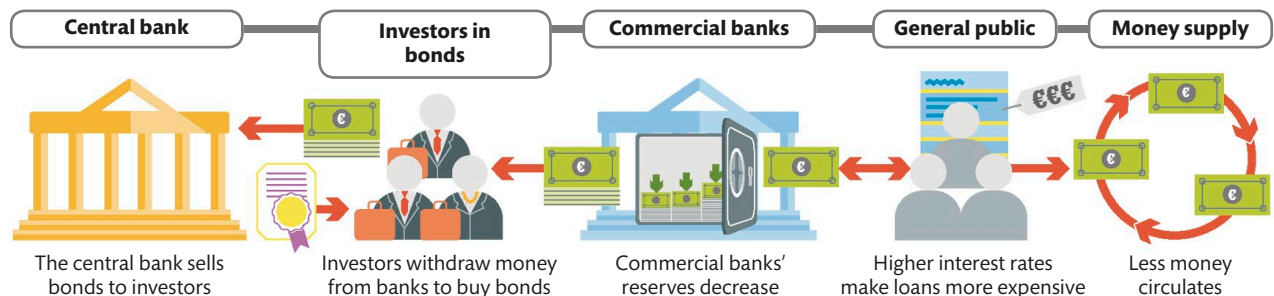 Central bank
Investors in
bonds
Commercial banks
General public
Money supply
€
€
€
€€€
€
€
€
The central bank sells
bonds to investors
Investors withdraw money
from banks to buy bonds
Commercial banks’
reserves decrease
Higher interest rates
make loans more expensive
Less money
circulates